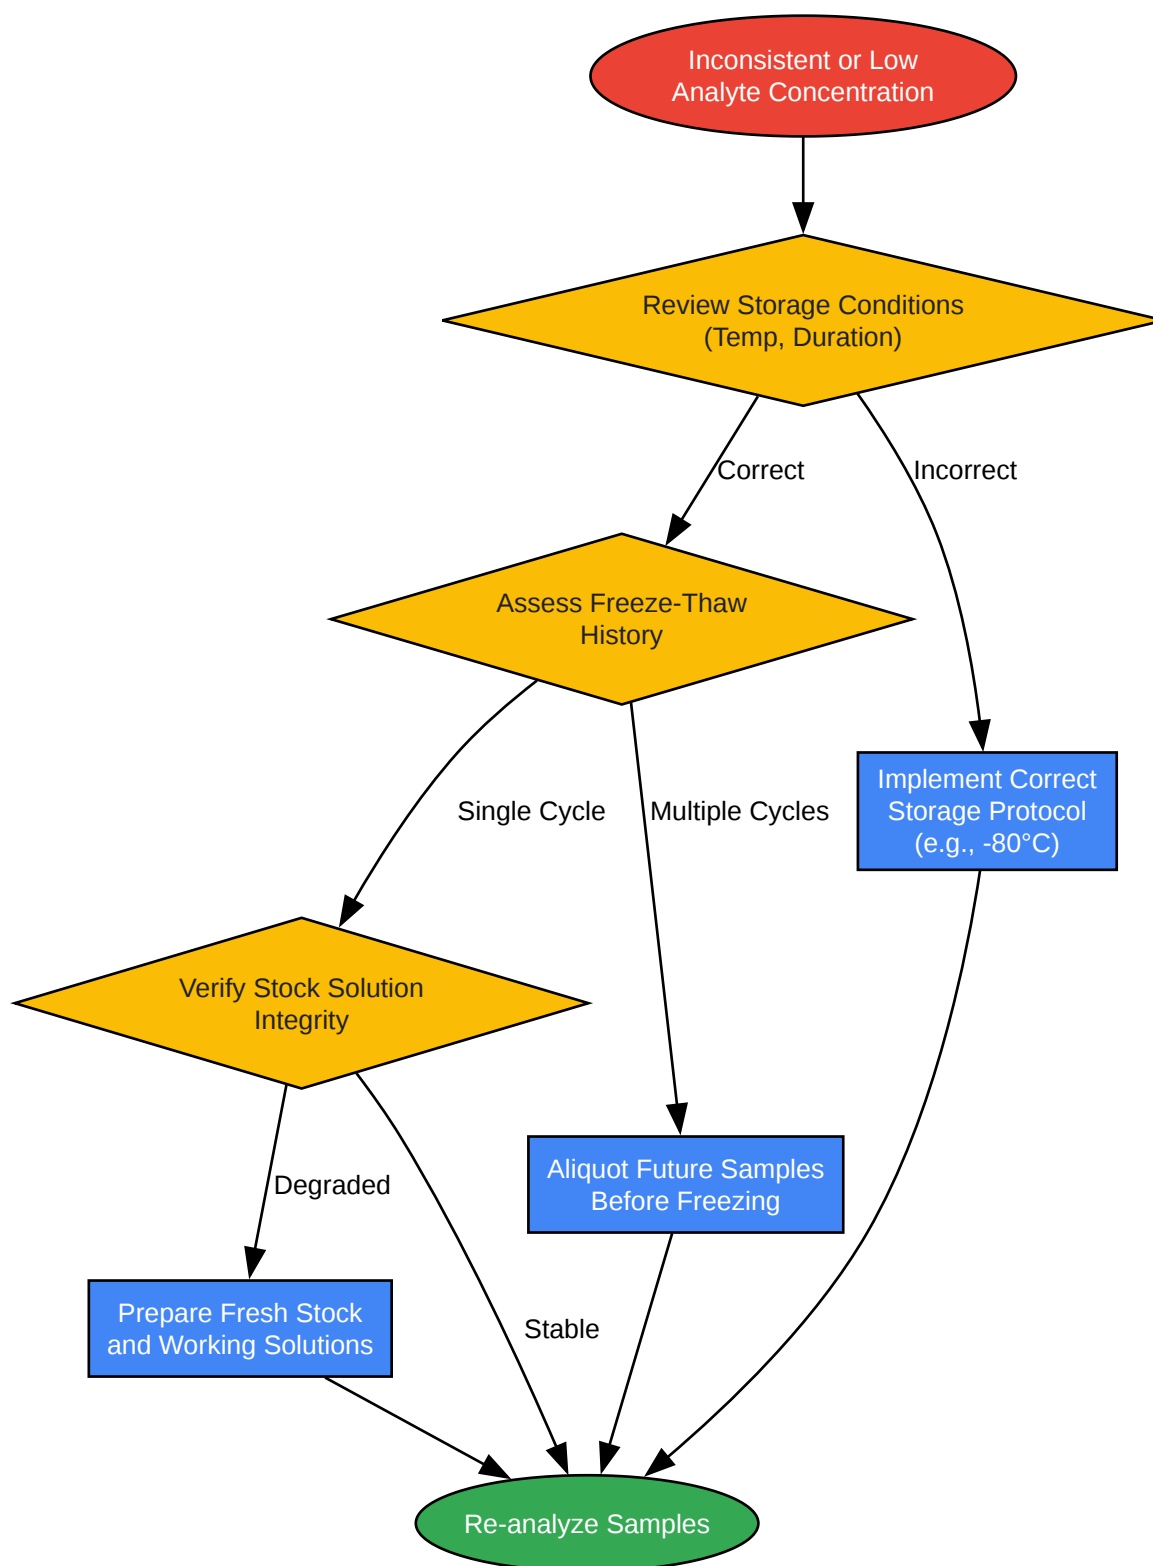 Inconsistent or Low
Analyte Concentration
Review Storage Conditions
(Temp, Duration)
Correct
Incorrect
Assess Freeze-Thaw
History
Single Cycle
Multiple Cycles
Implement Correct
Storage Protocol
(e.g., -80°C)
Verify Stock Solution
Integrity
Degraded
Aliquot Future Samples
Before Freezing
Prepare Fresh Stock
and Working Solutions
Stable
Re-analyze Samples